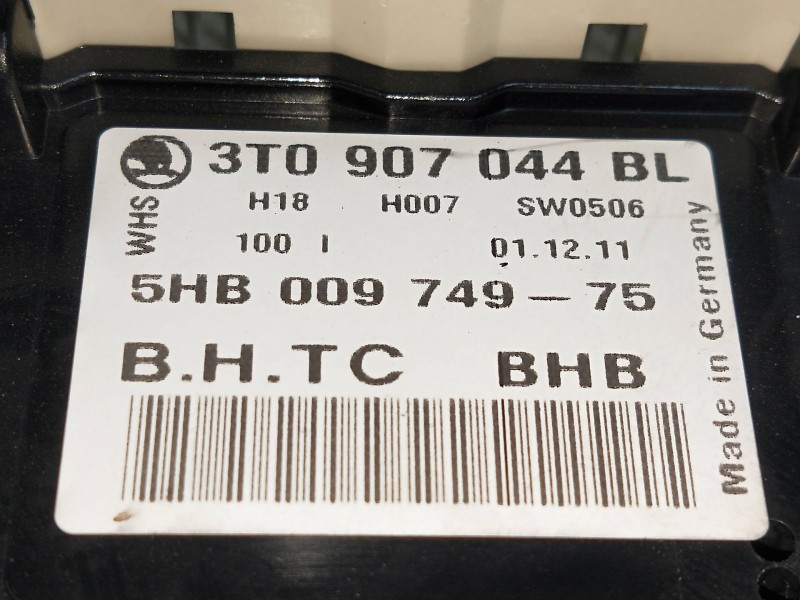 3T0 907 044 BL
H18 H007 SW0506
WHS
100 I 01.12.11
5HB 009 749-75
B.H.TC BHB
Made in Germany